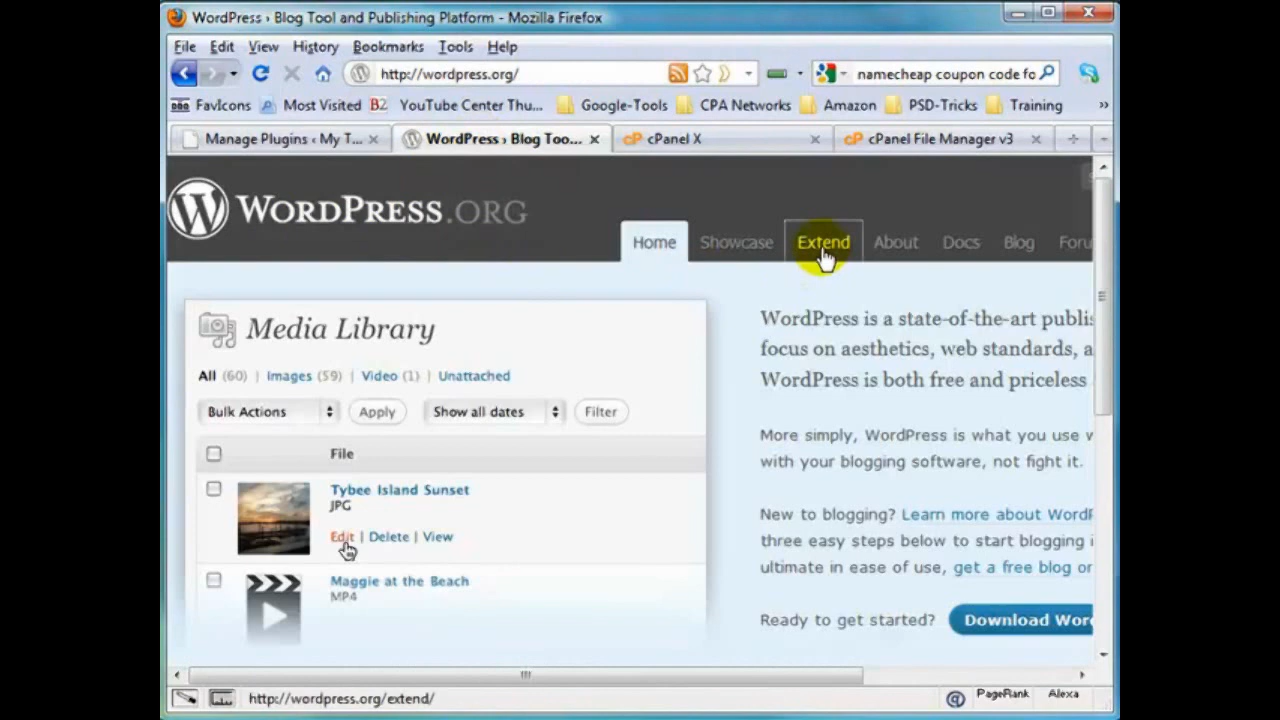 WordPress › Blog Tool and Publishing Platform - Mozilla Firefox
File Edit View History Bookmarks Tools Help
http://wordpress.org/ namecheap coupon code fo
FavIcons Most Visited B2 YouTube Center Thu... Google-Tools CPA Networks Amazon PSD-Tricks Training »
Manage Plugins ‹ My T... WordPress › Blog Too... cP cPanel X cP cPanel File Manager v3
WORDPRESS.ORG
Home Showcase Extend About Docs Blog Foru
Media Library
All (60) | Images (59) | Video (1) | Unattached
Bulk Actions Apply Show all dates Filter
File
Tybee Island Sunset
JPG
Edit | Delete | View
Maggie at the Beach
MP4
WordPress is a state-of-the-art publis
focus on aesthetics, web standards, a
WordPress is both free and priceless
More simply, WordPress is what you use w
with your blogging software, not fight it.
New to blogging? Learn more about WordP
three easy steps below to start blogging i
ultimate in ease of use, get a free blog or
Ready to get started? Download Wor
http://wordpress.org/extend/ @ PageRank Alexa